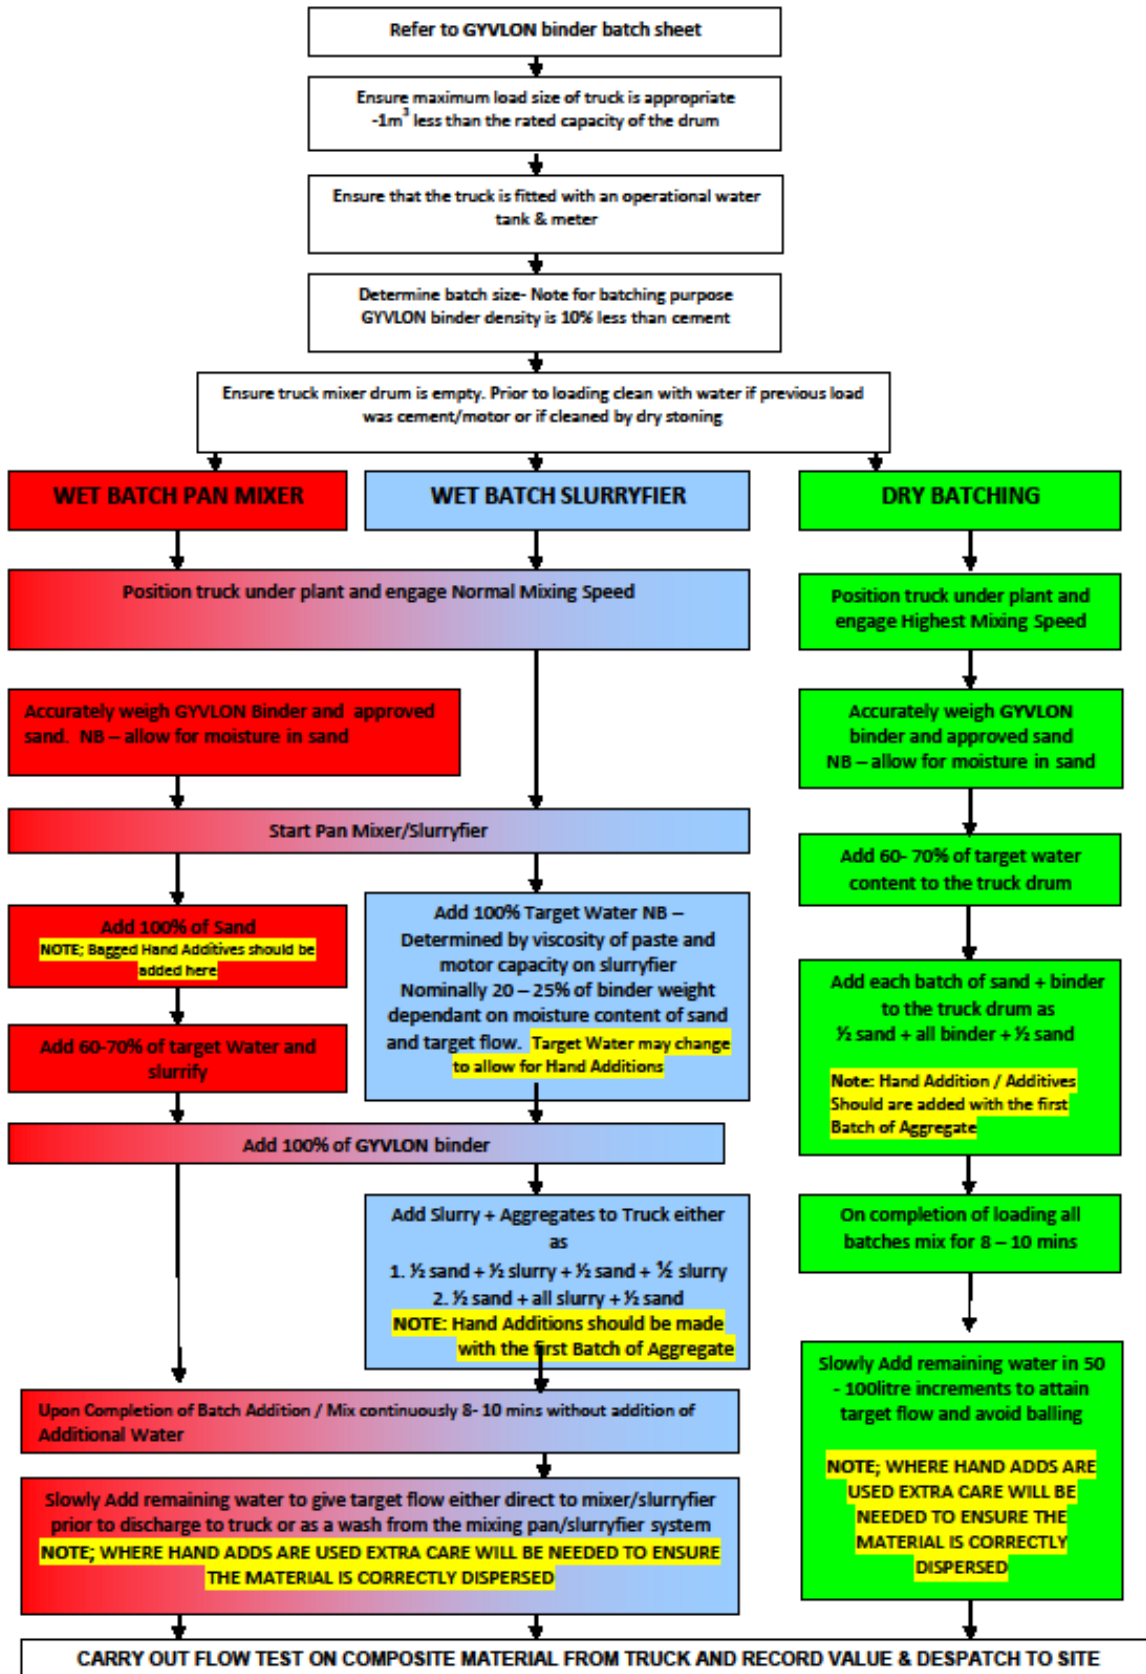 Refer to GYVLON binder batch sheet
Ensure maximum load size of truck is appropriate
-1m³ less than the rated capacity of the drum
Ensure that the truck is fitted with an operational water
tank & meter
Determine batch size- Note for batching purpose
GYVLON binder density is 10% less than cement
Ensure truck mixer drum is empty. Prior to loading clean with water if previous load
was cement/motor or if cleaned by dry stoning
WET BATCH PAN MIXER
WET BATCH SLURRYFIER
DRY BATCHING
Position truck under plant and engage Normal Mixing Speed
Position truck under plant and
engage Highest Mixing Speed
Accurately weigh GYVLON Binder and approved
sand. NB – allow for moisture in sand
Accurately weigh GYVLON
binder and approved sand
NB – allow for moisture in sand
Start Pan Mixer/Slurryfier
Add 60- 70% of target water
content to the truck drum
Add 100% of Sand
NOTE; Bagged Hand Additives should be
added here
Add 100% Target Water NB –
Determined by viscosity of paste and
motor capacity on slurryfier
Nominally 20 – 25% of binder weight
dependant on moisture content of sand
and target flow. Target Water may change
to allow for Hand Additions
Add each batch of sand + binder
to the truck drum as
½ sand + all binder + ½ sand
Note: Hand Addition / Additives
Should are added with the first
Batch of Aggregate
Add 60-70% of target Water and
slurrify
Add 100% of GYVLON binder
Add Slurry + Aggregates to Truck either
as
1. ½ sand + ½ slurry + ½ sand + ½ slurry
2. ½ sand + all slurry + ½ sand
NOTE: Hand Additions should be made
with the first Batch of Aggregate
On completion of loading all
batches mix for 8 – 10 mins
Upon Completion of Batch Addition / Mix continuously 8- 10 mins without addition of
Additional Water
Slowly Add remaining water in 50
- 100litre increments to attain
target flow and avoid balling
NOTE; WHERE HAND ADDS ARE
USED EXTRA CARE WILL BE
NEEDED TO ENSURE THE
MATERIAL IS CORRECTLY
DISPERSED
Slowly Add remaining water to give target flow either direct to mixer/slurryfier
prior to discharge to truck or as a wash from the mixing pan/slurryfier system
NOTE; WHERE HAND ADDS ARE USED EXTRA CARE WILL BE NEEDED TO ENSURE
THE MATERIAL IS CORRECTLY DISPERSED
CARRY OUT FLOW TEST ON COMPOSITE MATERIAL FROM TRUCK AND RECORD VALUE & DESPATCH TO SITE